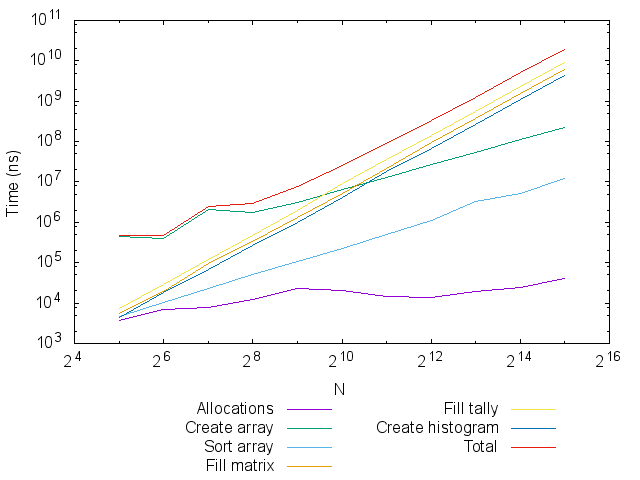 10^11
10^10
10^9
10^8
10^7
10^6
10^5
10^4
10^3
Time (ns)
2^4 2^6 2^8 2^10 2^12 2^14 2^16
N
Allocations Fill tally
Create array Create histogram
Sort array Total
Fill matrix